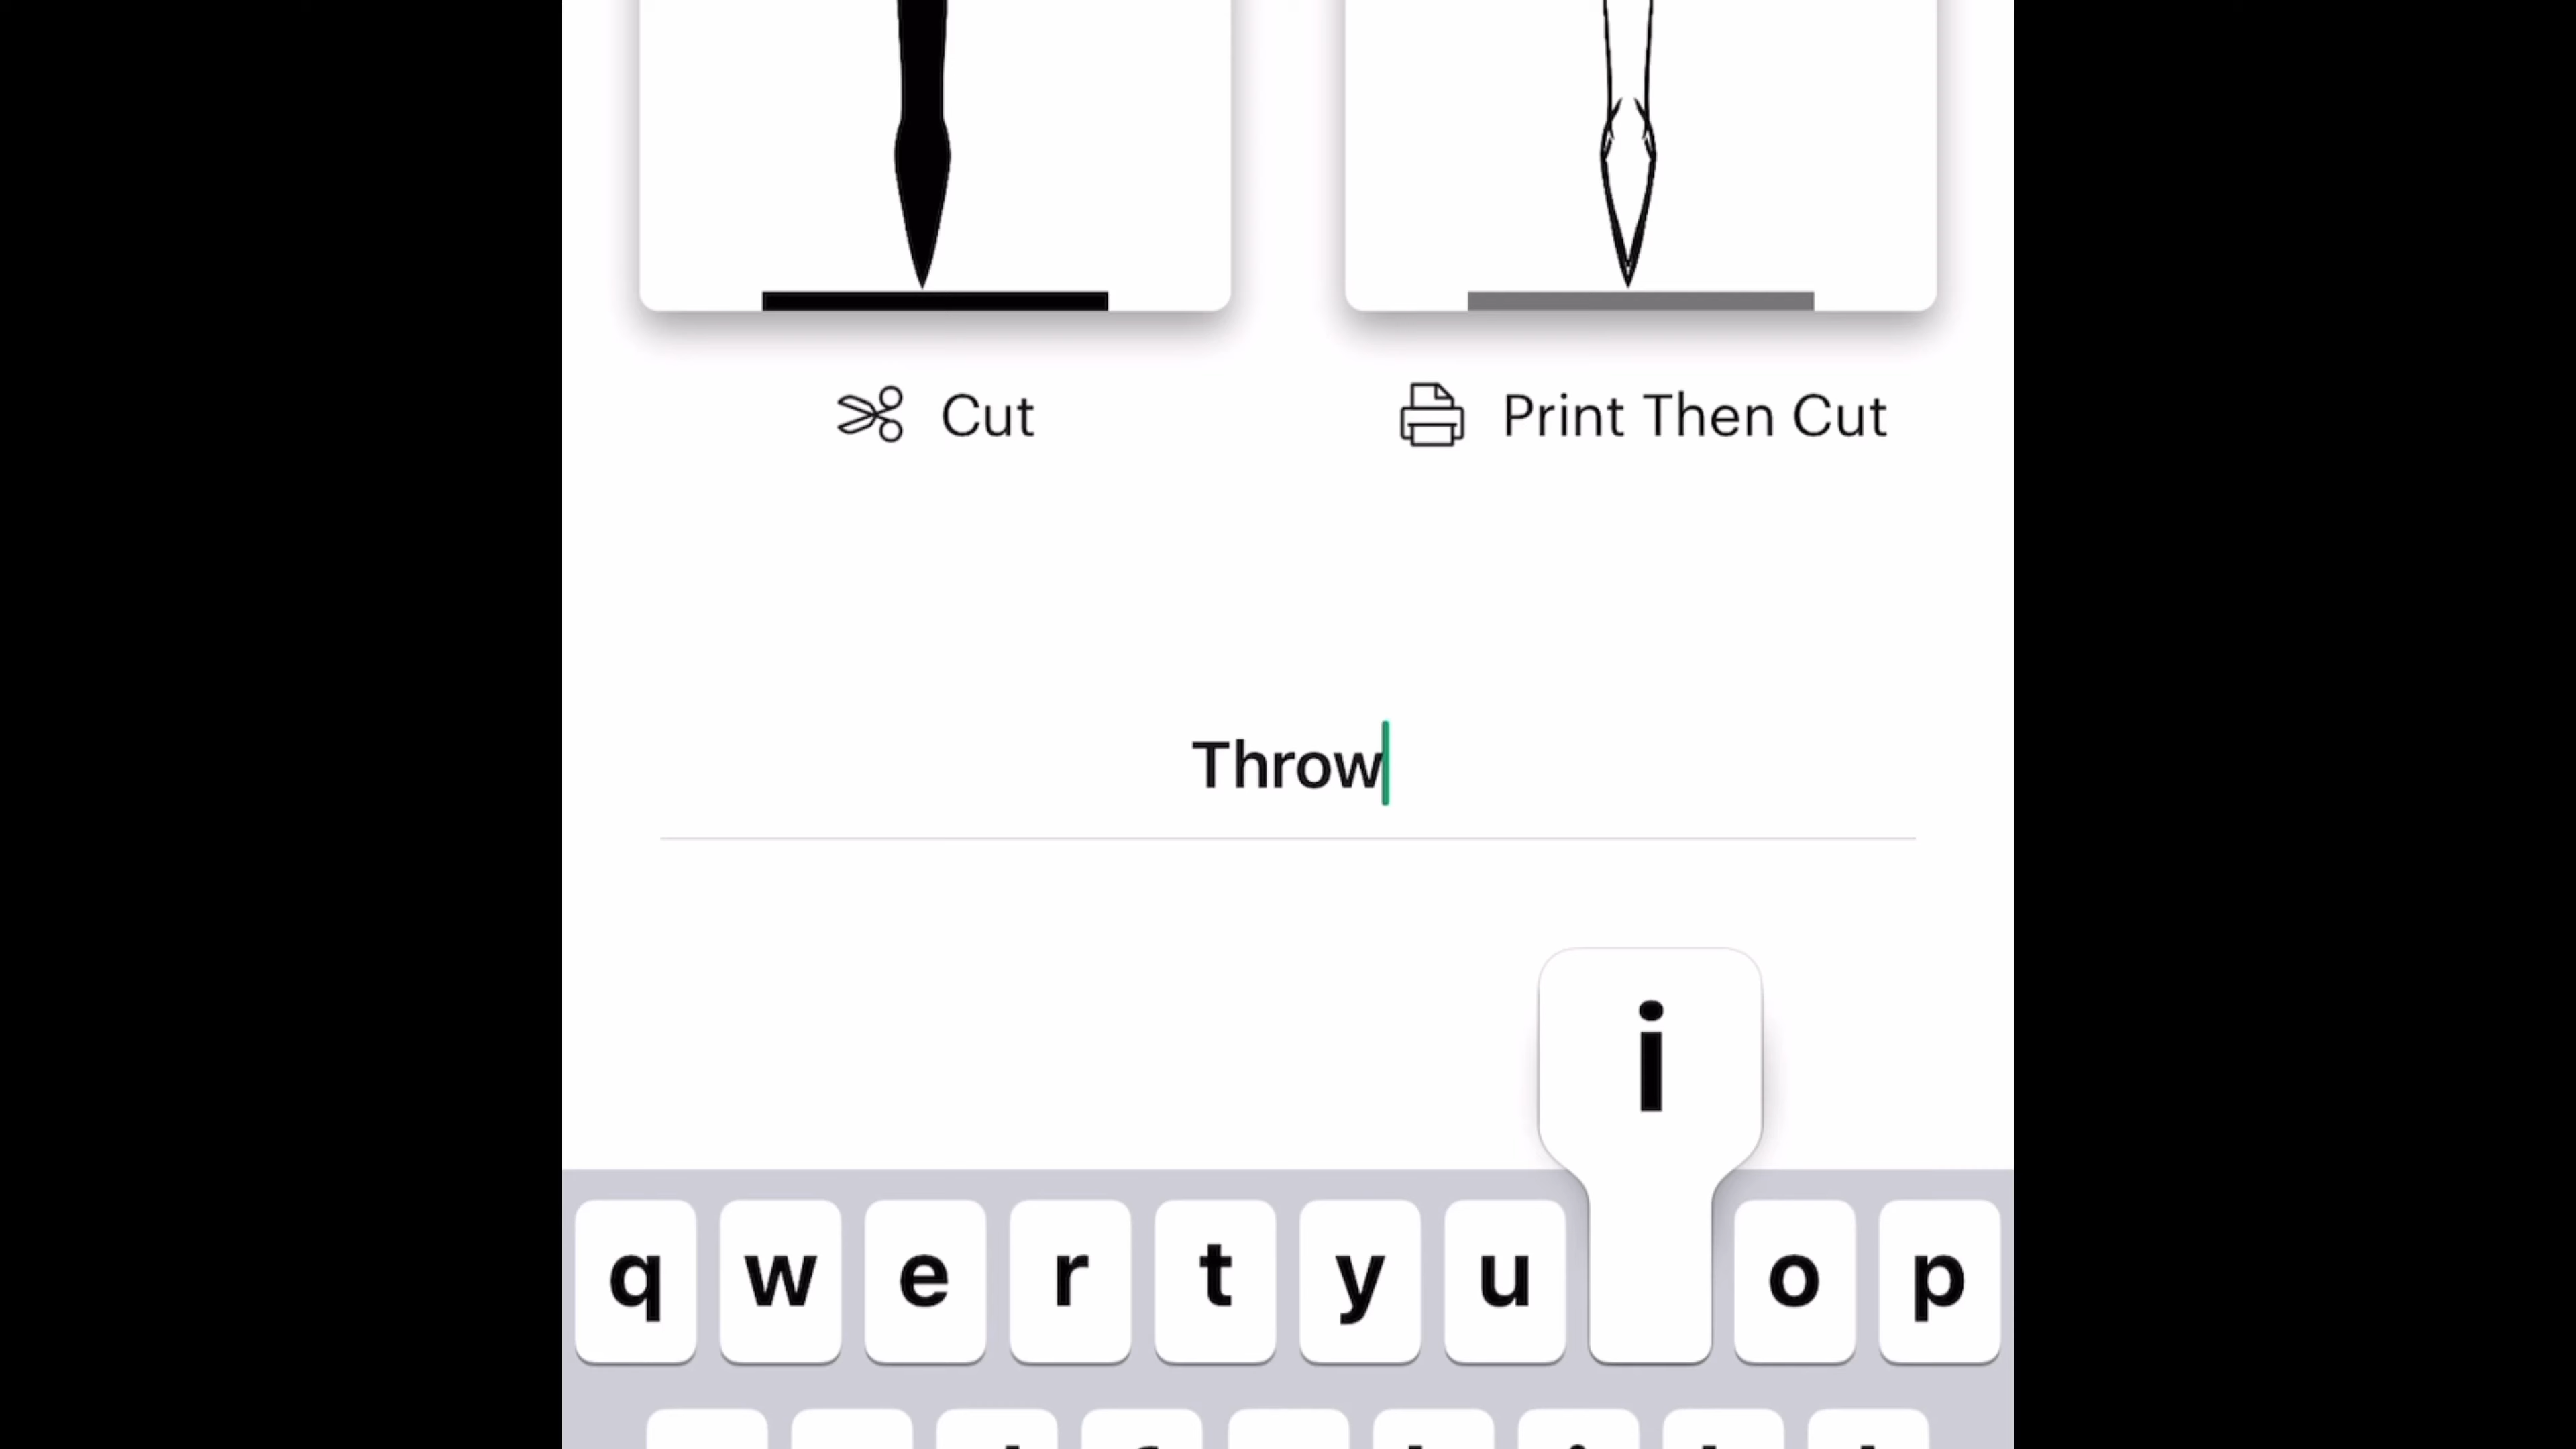 Cut
Print Then Cut
Throw
i
q w e r t y u o p